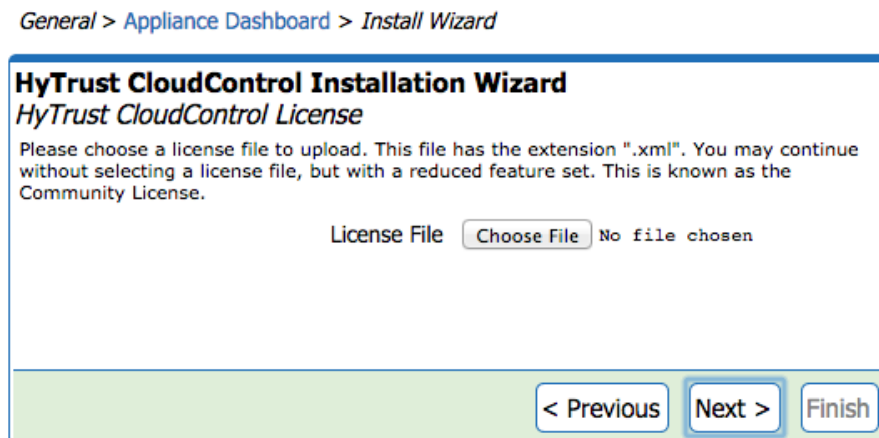 General > Appliance Dashboard > Install Wizard
HyTrust CloudControl Installation Wizard
HyTrust CloudControl License
Please choose a license file to upload. This file has the extension ".xml". You may continue
without selecting a license file, but with a reduced feature set. This is known as the
Community License.
License File Choose File No file chosen
< Previous Next > Finish